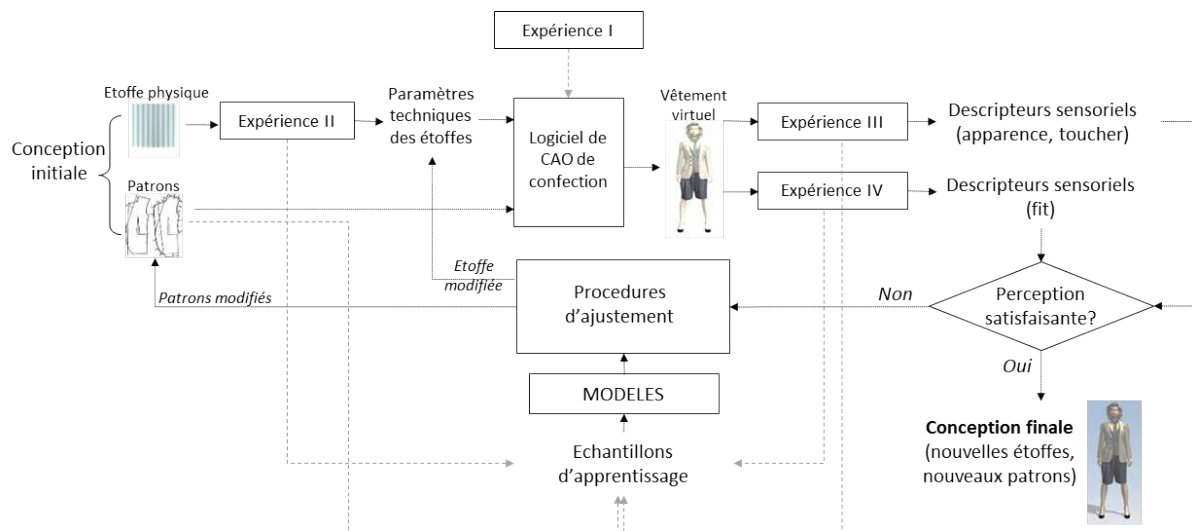 Expérience I
Etoffe physique
Expérience II
Paramètres
techniques
des étoffes
Logiciel de
CAO de
confection
Vêtement
virtuel
Expérience III
Descripteurs sensoriels
(apparence, toucher)
Conception
initiale
Patrons
Expérience IV
Descripteurs sensoriels
(fit)
Etoffe
modifiée
Patrons modifiés
Procedures
d'ajustement
Non
Perception
satisfaisante?
Oui
MODELES
Conception finale
(nouvelles étoffes,
nouveaux patrons)
Echantillons
d'apprentissage